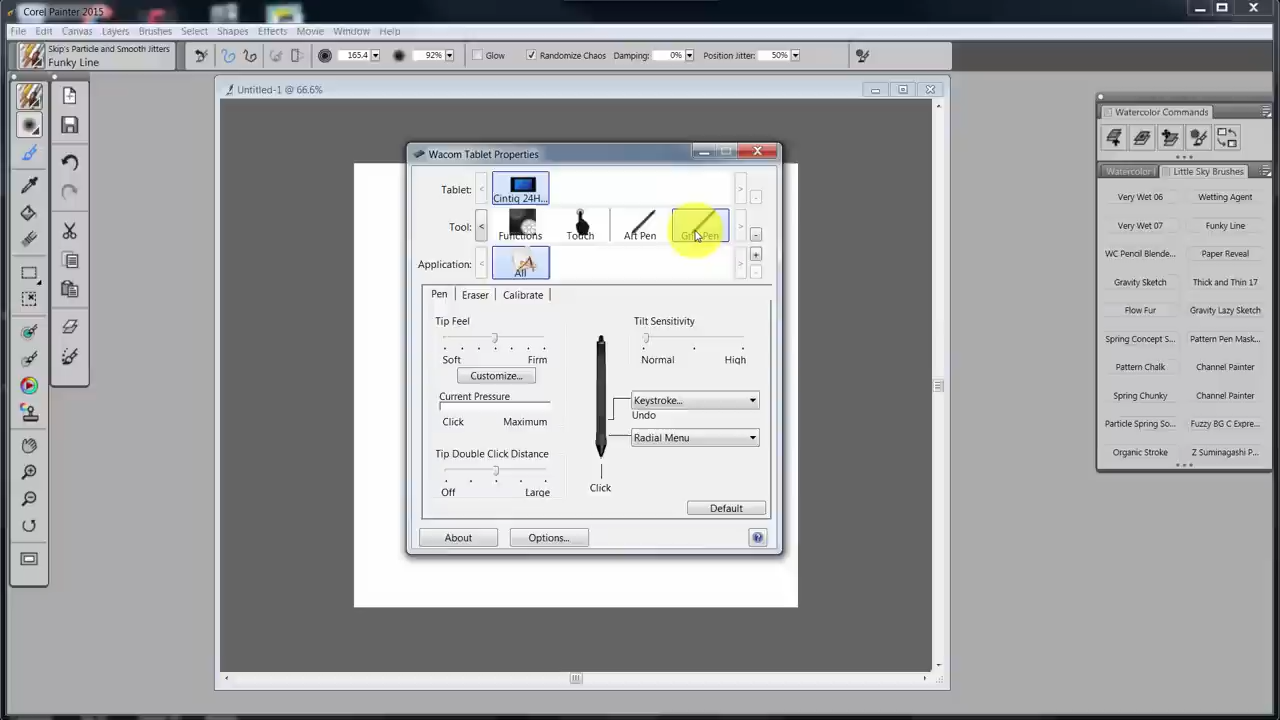 Corel Painter 2015
File Edit Canvas Layers Brushes Select Shapes Effects Movie Window Help
Skip's Particle and Smooth Jitters
Funky Line
165.4 92% Glow Randomize Chaos Damping: 0% Position Jitter: 50%
Untitled-1 @ 66.6%
Wacom Tablet Properties
Tablet: Cintiq 24H...
Tool: Functions Touch Art Pen Grip Pen
Application: All
Pen Eraser Calibrate
Tip Feel
Soft Firm
Customize...
Current Pressure
Click Maximum
Tip Double Click Distance
Off Large
Tilt Sensitivity
Normal High
Keystroke...
Undo
Radial Menu
Click
Default
About Options...
Watercolor Commands
Watercolor Little Sky Brushes
Very Wet 06 Wetting Agent
Very Wet 07 Funky Line
WC Pencil Blende... Paper Reveal
Gravity Sketch Thick and Thin 17
Flow Fur Gravity Lazy Sketch
Spring Concept S... Pattern Pen Mask...
Pattern Chalk Channel Painter
Spring Chunky Channel Painter
Particle Spring So... Fuzzy BG C Expre...
Organic Stroke Z Suminagashi P...